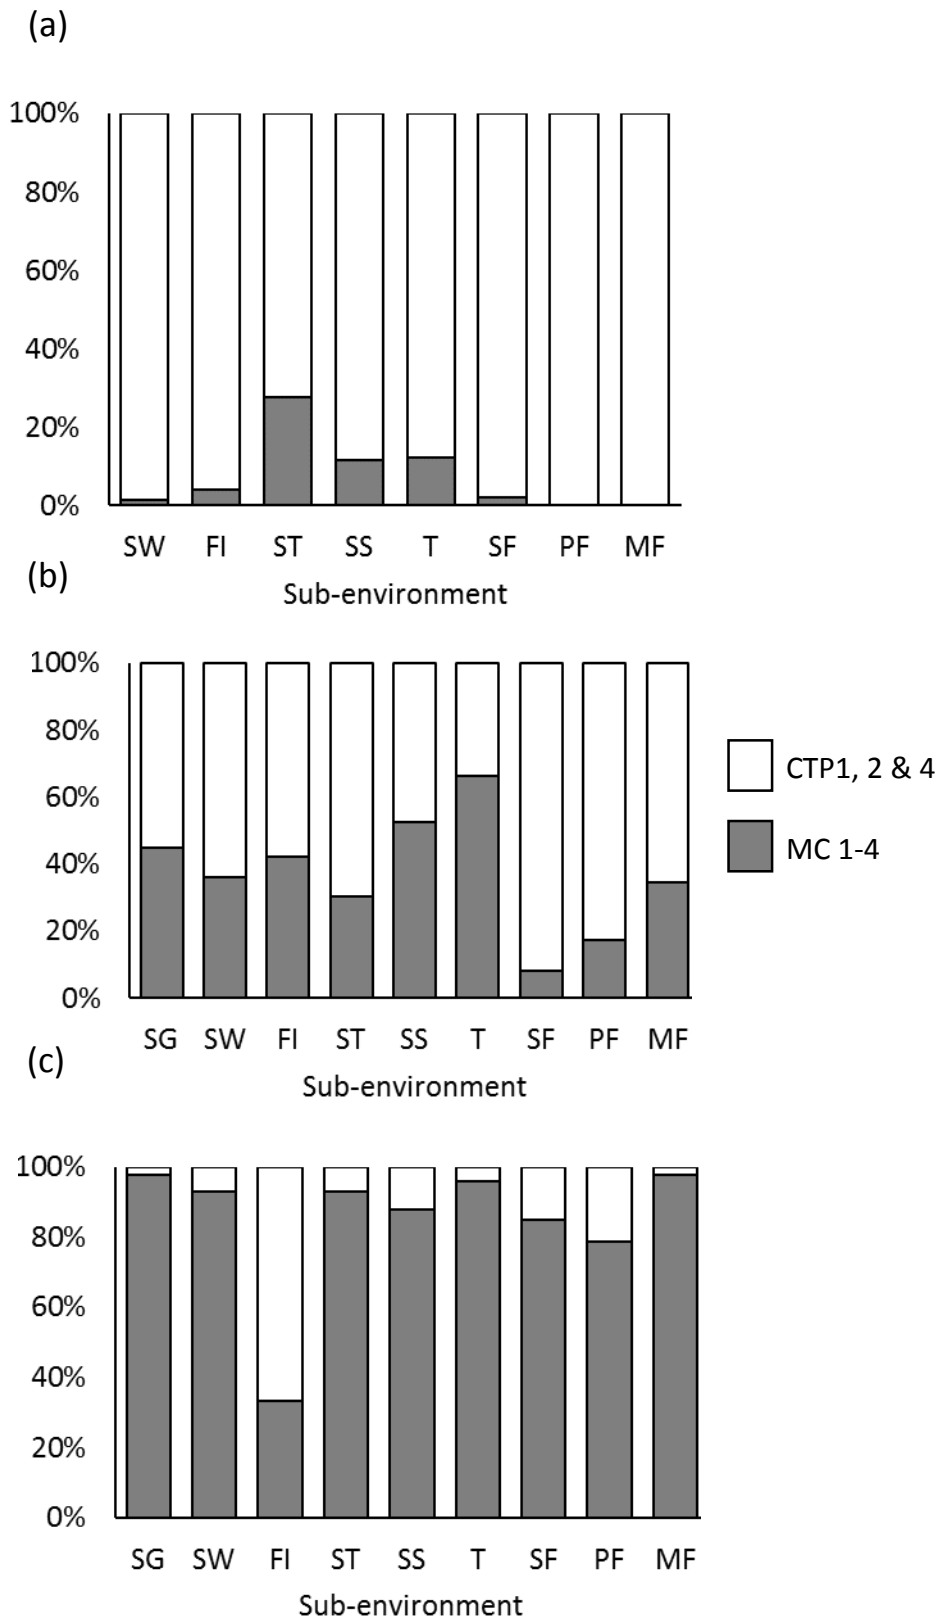 (a)
100%
80%
60%
40%
20%
0%
SW FI ST SS T SF PF MF
Sub-environment
(b)
100%
80%
60%
40%
20%
0%
SG SW FI ST SS T SF PF MF
Sub-environment
CTP1, 2 & 4
MC 1-4
(c)
100%
80%
60%
40%
20%
0%
SG SW FI ST SS T SF PF MF
Sub-environment